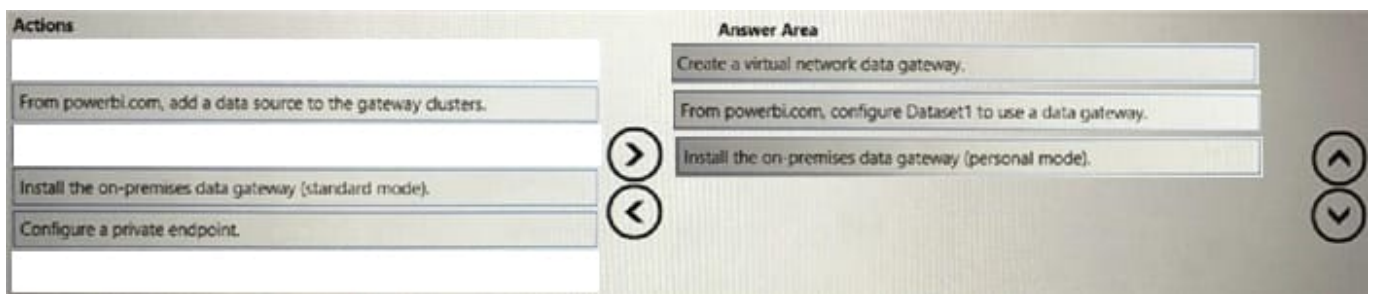 Actions
From powerbi.com, add a data source to the gateway clusters.
Install the on-premises data gateway (standard mode).
Configure a private endpoint.
Answer Area
Create a virtual network data gateway.
From powerbi.com, configure Dataset1 to use a data gateway.
Install the on-premises data gateway (personal mode).